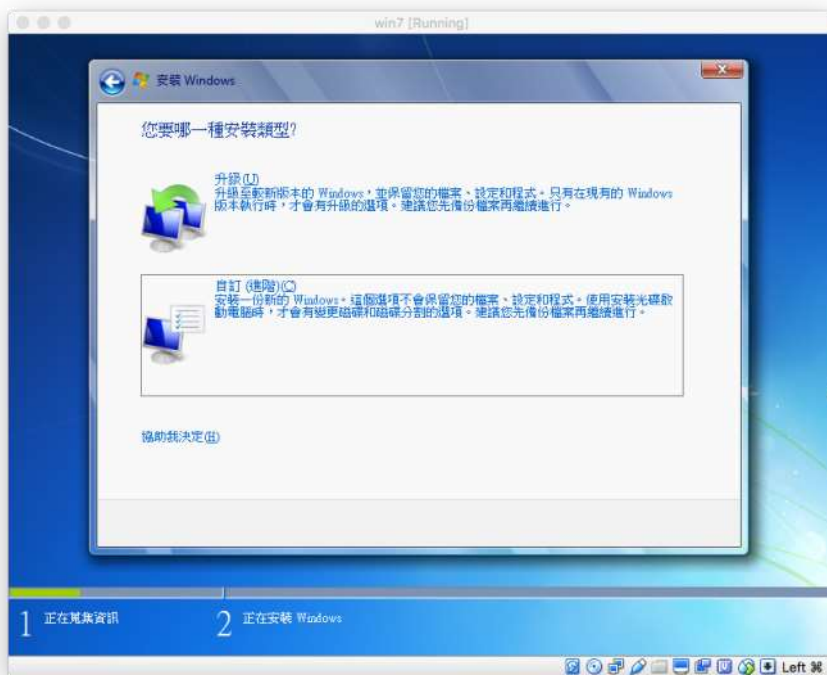 win7 [Running]
安裝 Windows
您要哪一種安裝類型?
升級(U)
升級至較新版本的 Windows，並保留您的檔案、設定和程式。只有在現有的 Windows
版本執行時，才會有升級的選項。建議您先備份檔案再繼續進行。
自訂 (進階)(C)
安裝一份新的 Windows。這個選項不會保留您的檔案、設定和程式。使用安裝光碟啟
動電腦時，才會有變更磁碟和磁碟分割的選項。建議您先備份檔案再繼續進行。
協助我決定(H)
1 正在蒐集資訊
2 正在安裝 Windows
Left ⌘